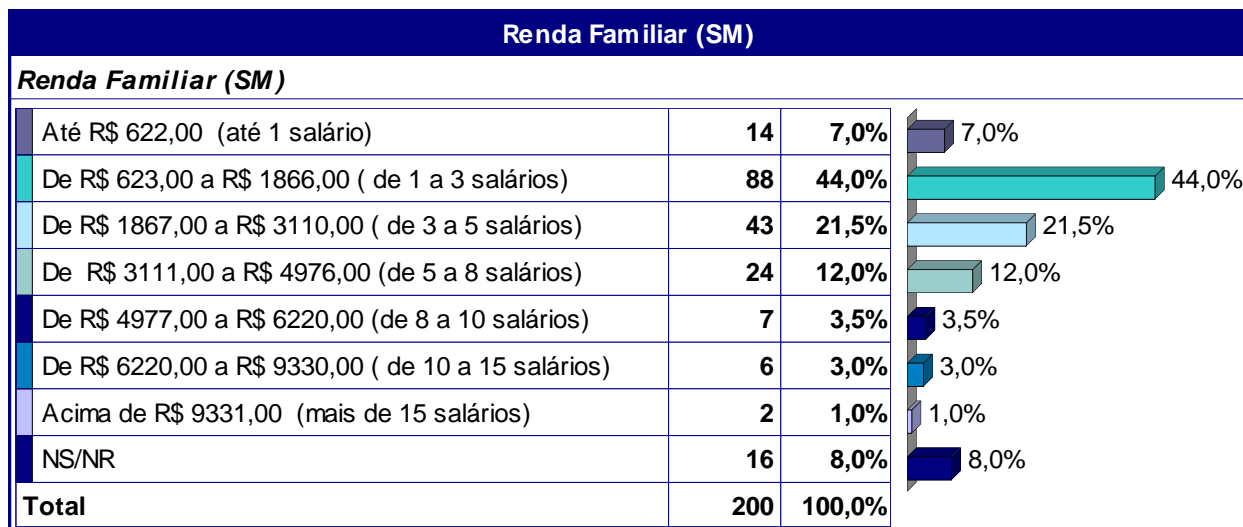 Renda Familiar (SM)
Renda Familiar (SM)
Até R$ 622,00 (até 1 salário) 14 7,0% 7,0%
De R$ 623,00 a R$ 1866,00 ( de 1 a 3 salários) 88 44,0% 44,0%
De R$ 1867,00 a R$ 3110,00 ( de 3 a 5 salários) 43 21,5% 21,5%
De R$ 3111,00 a R$ 4976,00 (de 5 a 8 salários) 24 12,0% 12,0%
De R$ 4977,00 a R$ 6220,00 (de 8 a 10 salários) 7 3,5% 3,5%
De R$ 6220,00 a R$ 9330,00 ( de 10 a 15 salários) 6 3,0% 3,0%
Acima de R$ 9331,00 (mais de 15 salários) 2 1,0% 1,0%
NS/NR 16 8,0% 8,0%
Total 200 100,0%